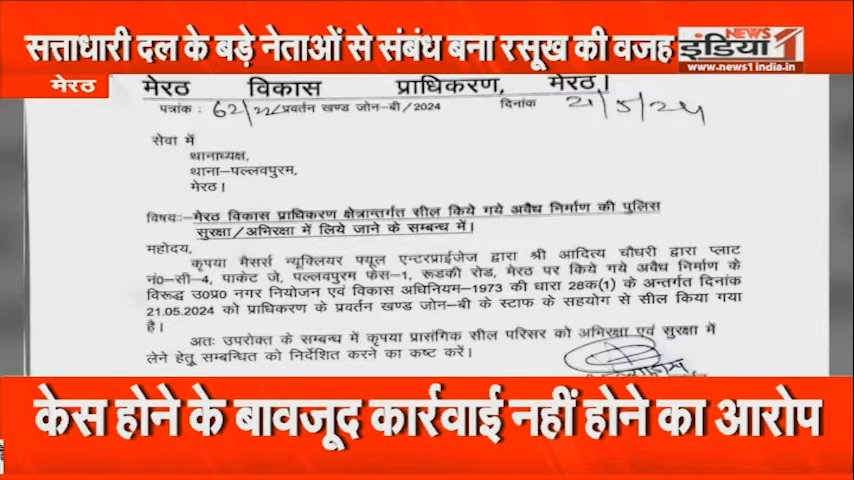 सत्ताधारी दल के बड़े नेताओं से संबंध बना रसूख की वजह
NEWS
इंडिया 1
www.news1india.in
मेरठ
मेरठ विकास प्राधिकरण, मेरठ।
पत्रांक : 62/22/प्रवर्तन खण्ड जोन–बी/2024 दिनांक 21/5/24
सेवा में
थानाध्यक्ष,
थाना–पल्लवपुरम,
मेरठ।
विषयः–मेरठ विकास प्राधिकरण क्षेत्रान्तर्गत सील किये गये अवैध निर्माण की पुलिस
सुरक्षा/अभिरक्षा में लिये जाने के सम्बन्ध में।
महोदय,
कृपया मैसर्स न्यूक्लियर फ्यूल एन्टरप्राईजेज द्वारा श्री आदित्य चौधरी द्वारा प्लाट
नं0–सी–4, पाकेट जे, पल्लवपुरम फेस–1, रूडकी रोड, मेरठ पर किये गये अवैध निर्माण के
विरूद्ध उ0प्र0 नगर नियोजन एवं विकास अधिनियम–1973 की धारा 28क(1) के अन्तर्गत दिनांक
21.05.2024 को प्राधिकरण के प्रवर्तन खण्ड जोन–बी के स्टाफ के सहयोग से सील किया गया
है।
अतः उपरोक्त के सम्बन्ध में कृपया प्रासंगिक सील परिसर को अभिरक्षा एवं सुरक्षा में
लेने हेतु सम्बन्धित को निर्देशित करने का कष्ट करें।
केस होने के बावजूद कार्रवाई नहीं होने का आरोप